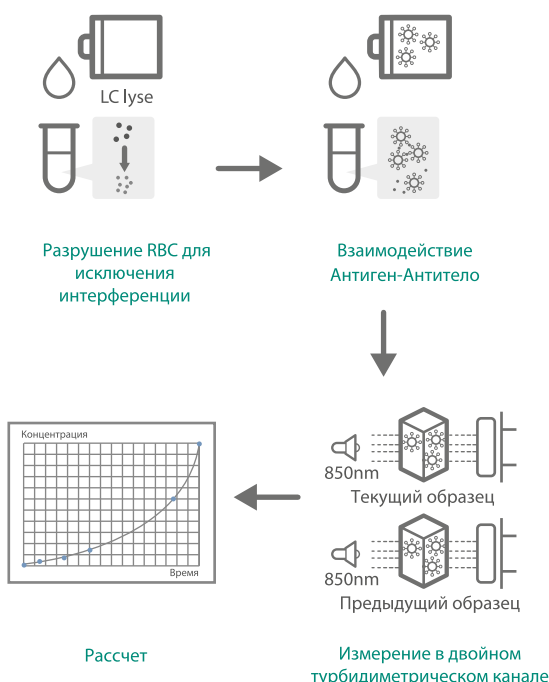 LC lyse
Разрушение RBC для
исключения
интерференции
Взаимодействие
Антиген-Антитело
850nm
Текущий образец
850nm
Предыдущий образец
Измерение в двойном
турбидиметрическом канале
Концентрация
Время
Рассчет